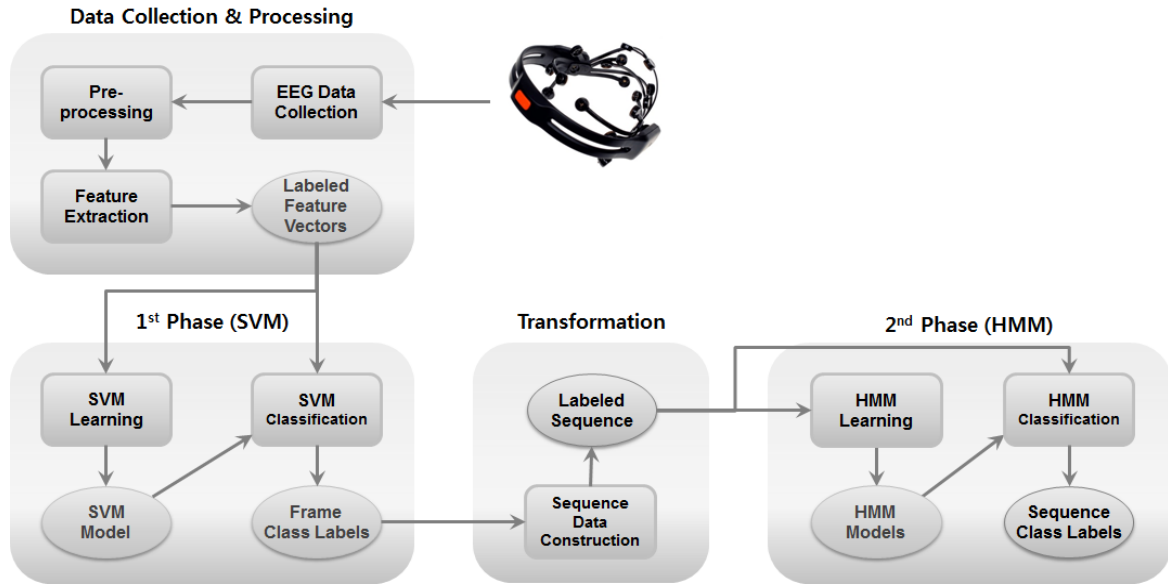 Data Collection & Processing
Pre-
processing
EEG Data
Collection
Feature
Extraction
Labeled
Feature
Vectors
1st Phase (SVM)
SVM
Learning
SVM
Classification
SVM
Model
Frame
Class Labels
Transformation
Labeled
Sequence
Sequence
Data
Construction
2nd Phase (HMM)
HMM
Learning
HMM
Classification
HMM
Models
Sequence
Class Labels